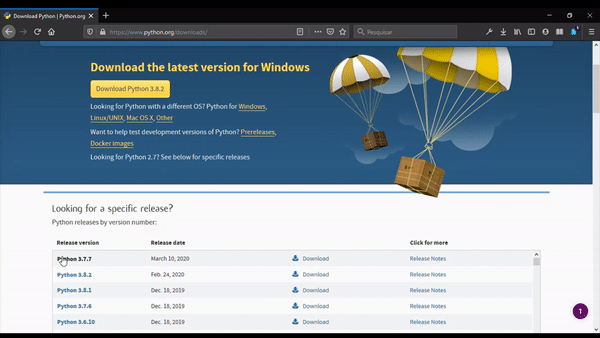 Download Python | Python.org
https://www.python.org/downloads/
Pesquisar
Download the latest version for Windows
Download Python 3.8.2
Looking for Python with a different OS? Python for Windows,
Linux/UNIX, Mac OS X, Other
Want to help test development versions of Python? Prereleases,
Docker images
Looking for Python 2.7? See below for specific releases
Looking for a specific release?
Python releases by version number:
Release version Release date Click for more
Python 3.7.7 March 10, 2020 Download Release Notes
Python 3.8.2 Feb. 24, 2020 Download Release Notes
Python 3.8.1 Dec. 18, 2019 Download Release Notes
Python 3.7.6 Dec. 18, 2019 Download Release Notes
Python 3.6.10 Dec. 18, 2019 Download Release Notes
1